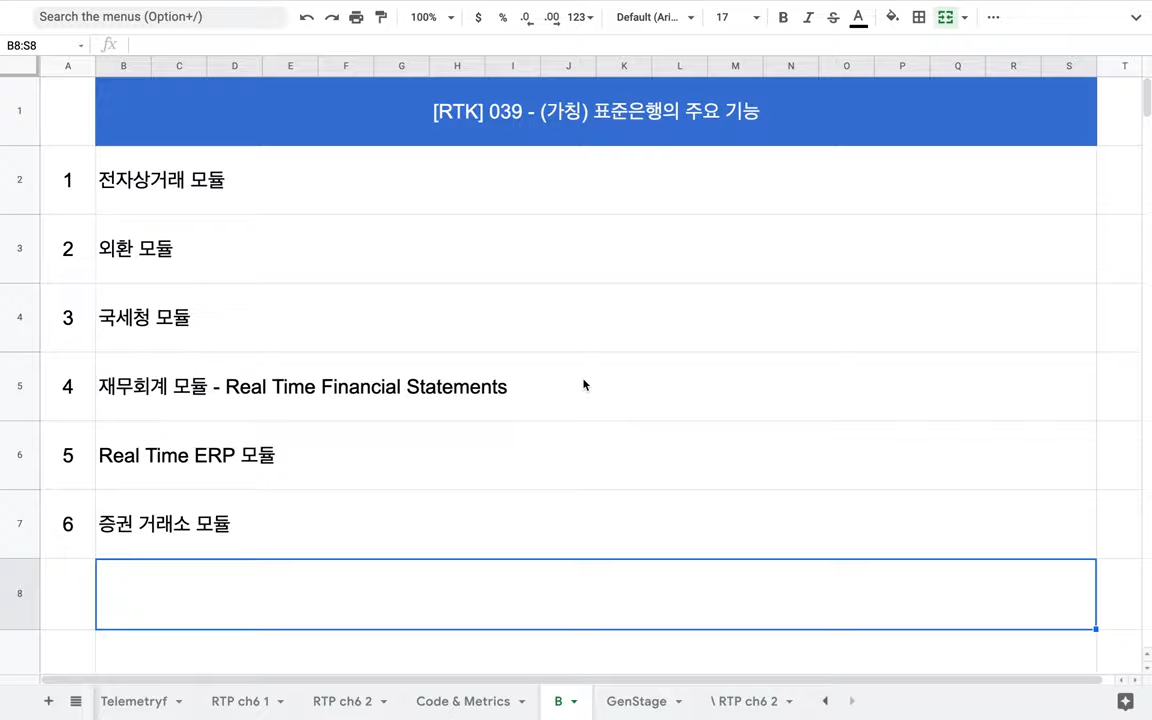 Search the menus (Option+/)
100%
$ % .0 .00 123
Default (Ari...
17
B I S A
B8:S8
fx
A B C D E F G H I J K L M N O P Q R S T
1 [RTK] 039 - (가칭) 표준은행의 주요 기능
2 1 전자상거래 모듈
3 2 외환 모듈
4 3 국세청 모듈
5 4 재무회계 모듈 - Real Time Financial Statements
6 5 Real Time ERP 모듈
7 6 증권 거래소 모듈
8
Telemetryf RTP ch6 1 RTP ch6 2 Code & Metrics B GenStage \ RTP ch6 2